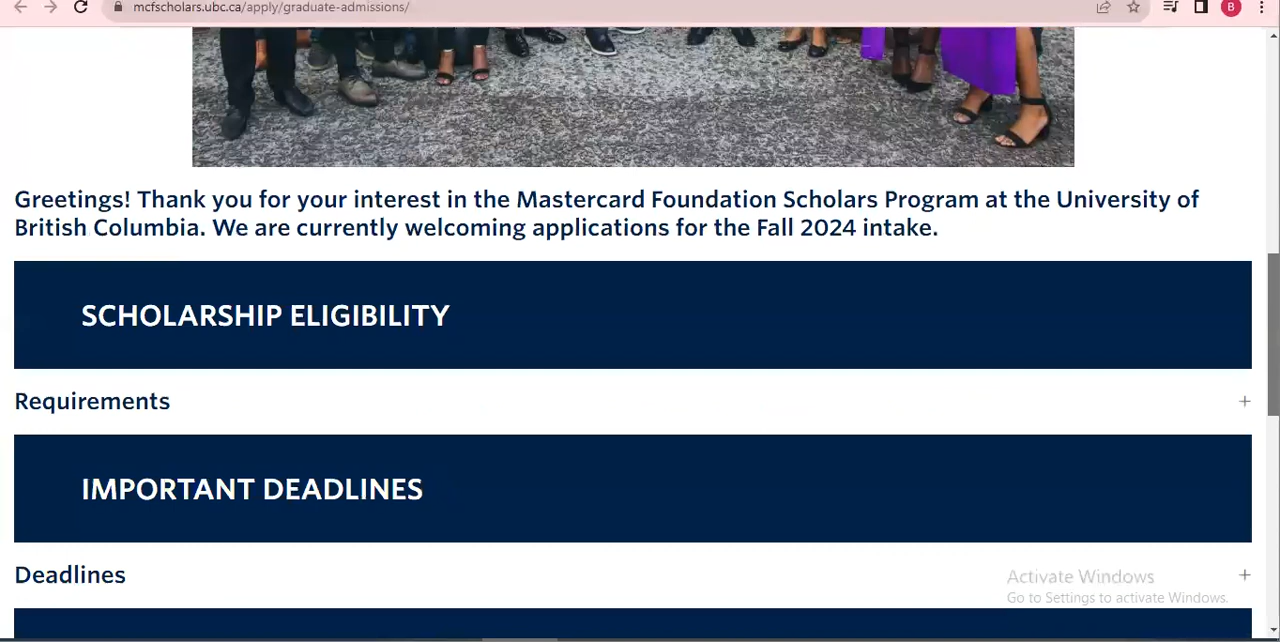 mcfscholars.ubc.ca/apply/graduate-admissions/
B
Greetings! Thank you for your interest in the Mastercard Foundation Scholars Program at the University of
British Columbia. We are currently welcoming applications for the Fall 2024 intake.
SCHOLARSHIP ELIGIBILITY
Requirements +
IMPORTANT DEADLINES
Deadlines +
Activate Windows
Go to Settings to activate Windows.